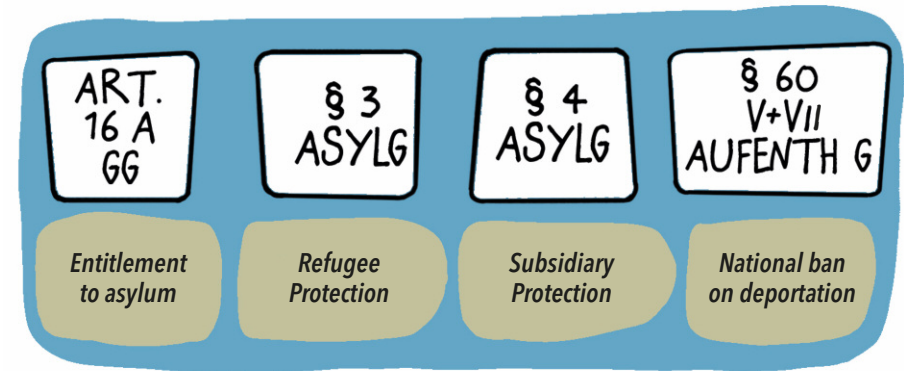 ART.
16 A
GG
§ 3
ASYLG
§ 4
ASYLG
§ 60
V+VII
AUFENTH G
Entitlement
to asylum
Refugee
Protection
Subsidiary
Protection
National ban
on deportation